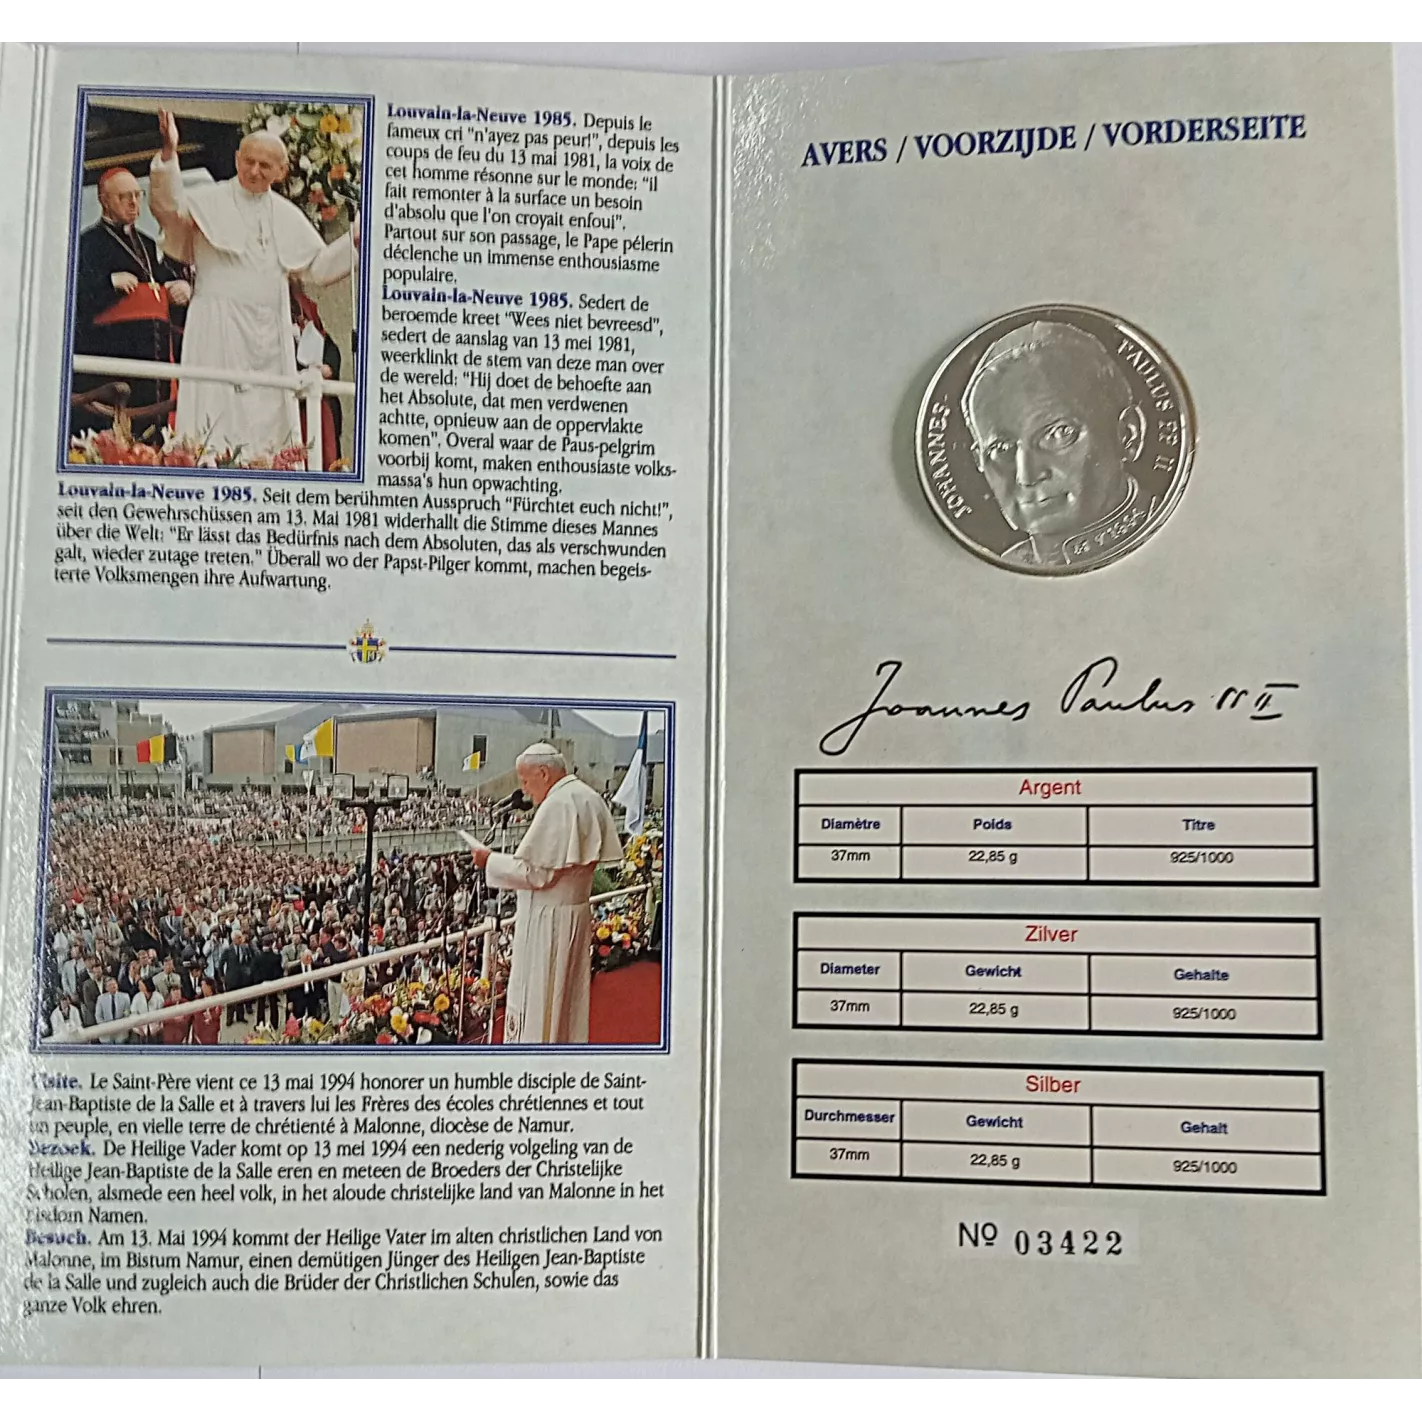 Louvain-la-Neuve 1985. Depuis le
fameux cri "n'ayez pas peur!", depuis les
coups de feu du 13 mai 1981, la voix de
cet homme résonne sur le monde: "il
fait remonter à la surface un besoin
d'absolu que l'on croyait enfoui".
Partout sur son passage, le Pape pélerin
déclenche un immense enthousiasme
populaire.
Louvain-la-Neuve 1985. Sedert de
beroemde kreet "Wees niet bevreesd",
sedert de aanslag van 13 mei 1981,
weerklinkt de stem van deze man over
de wereld: "Hij doet de behoefte aan
het Absolute, dat men verdwenen
achtte, opnieuw aan de oppervlakte
komen". Overal waar de Paus-pelgrim
voorbij komt, maken enthousiaste volks-
massa's hun opwachting.
Louvain-la-Neuve 1985. Seit dem berühmten Ausspruch "Fürchtet euch nicht!",
seit den Gewehrschüssen am 13. Mai 1981 widerhallt die Stimme dieses Mannes
über die Welt: "Er lässt das Bedürfnis nach dem Absoluten, das als verschwunden
galt, wieder zutage treten." Überall wo der Papst-Pilger kommt, machen begeis-
terte Volksmengen ihre Aufwartung.
Visite. Le Saint-Père vient ce 13 mai 1994 honorer un humble disciple de Saint-
Jean-Baptiste de la Salle et à travers lui les Frères des écoles chrétiennes et tout
un peuple, en vielle terre de chrétienté à Malonne, diocèse de Namur.
Bezoek. De Heilige Vader komt op 13 mei 1994 een nederig volgeling van de
Heilige Jean-Baptiste de la Salle eren en meteen de Broeders der Christelijke
Scholen, alsmede een heel volk, in het aloude christelijke land van Malonne in het
bisdom Namen.
Besuch. Am 13. Mai 1994 kommt der Heilige Vater im alten christlichen Land von
Malonne, im Bistum Namur, einen demütigen Jünger des Heiligen Jean-Baptiste
de la Salle und zugleich auch die Brüder der Christlichen Schulen, sowie das
ganze Volk ehren.
AVERS / VOORZIJDE / VORDERSEITE
JOHANNES PAULUS PP II
Joannes Paulus PP II
Argent
Diamètre Poids Titre
37mm 22,85 g 925/1000
Zilver
Diameter Gewicht Gehalte
37mm 22,85 g 925/1000
Silber
Durchmesser Gewicht Gehalt
37mm 22,85 g 925/1000
Nº 03422